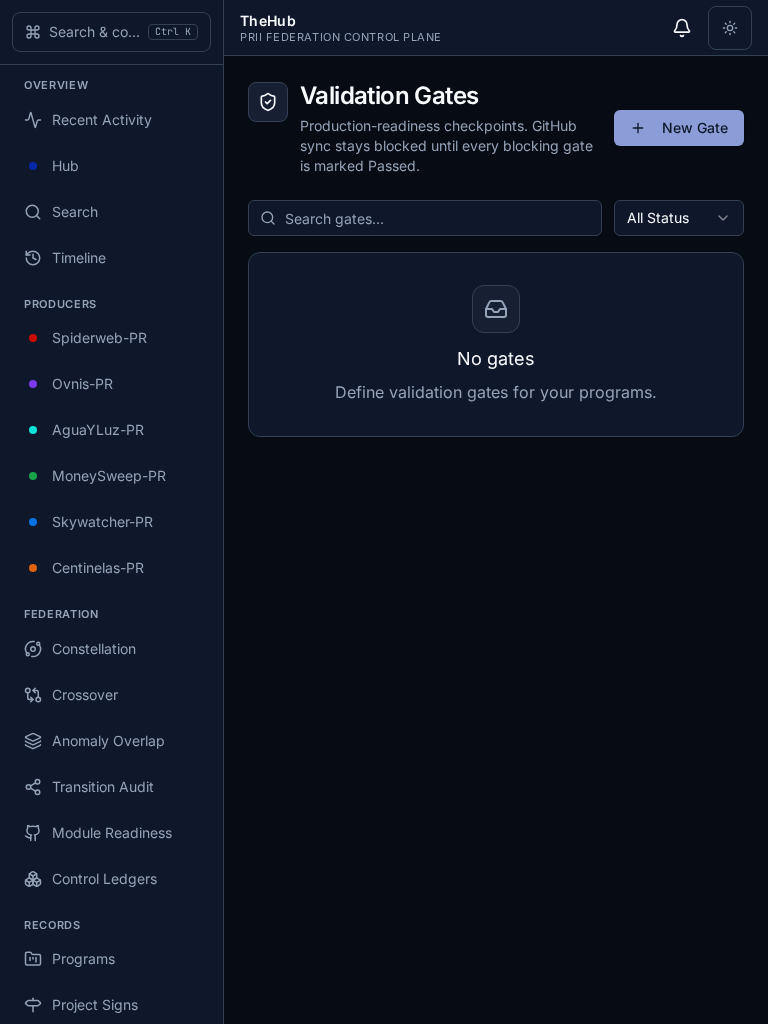 Search & co...
Ctrl K
OVERVIEW
Recent Activity
Hub
Search
Timeline
PRODUCERS
Spiderweb-PR
Ovnis-PR
AguaYLuz-PR
MoneySweep-PR
Skywatcher-PR
Centinelas-PR
FEDERATION
Constellation
Crossover
Anomaly Overlap
Transition Audit
Module Readiness
Control Ledgers
RECORDS
Programs
Project Signs
TheHub
PRII FEDERATION CONTROL PLANE
Validation Gates
Production-readiness checkpoints. GitHub
sync stays blocked until every blocking gate
is marked Passed.
New Gate
Search gates...
All Status
No gates
Define validation gates for your programs.